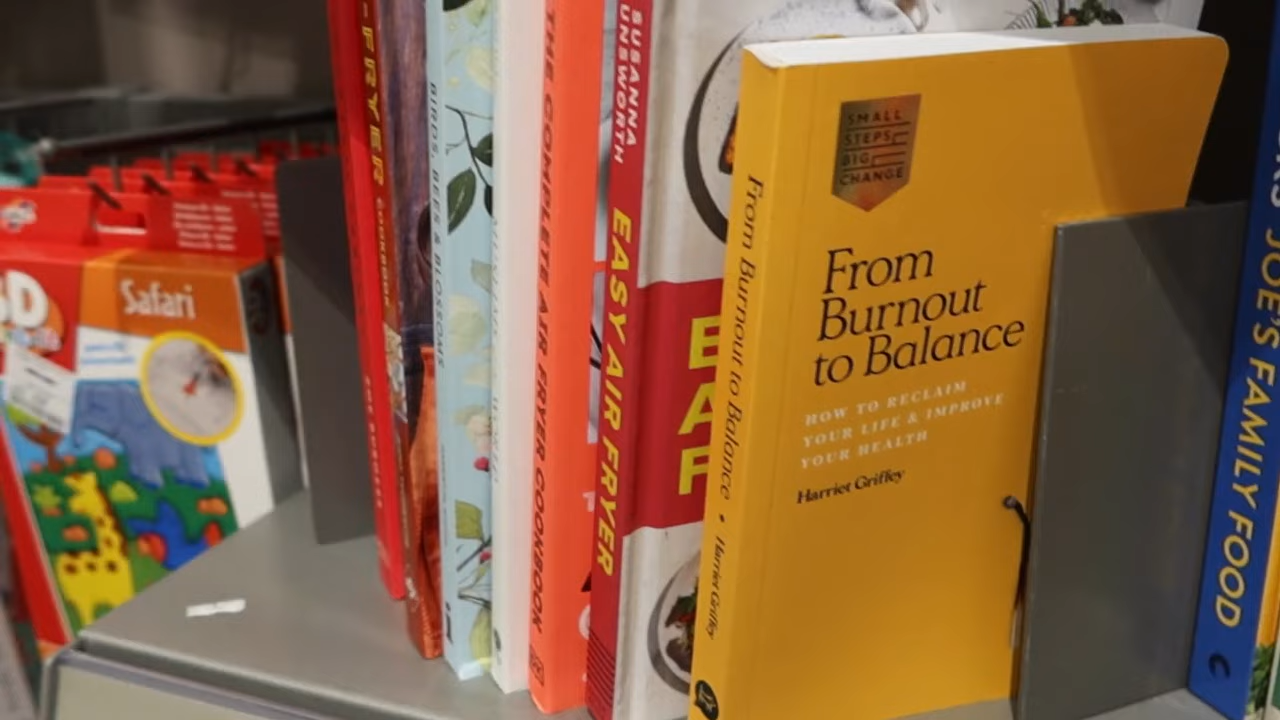 Safari
FRYER COOKBOOK
BIRDS, BEES & BLOSSOMS
THE COMPLETE AIR FRYER COOKBOOK
SUSANNA
UNSWORTH
EASY AIR FRYER
E
A
F
From Burnout to Balance • Harriet Griffey
SMALL
STEPS
BIG
CHANGE
From
Burnout
to Balance
HOW TO RECLAIM
YOUR LIFE & IMPROVE
YOUR HEALTH
Harriet Griffey
JOE'S FAMILY FOOD